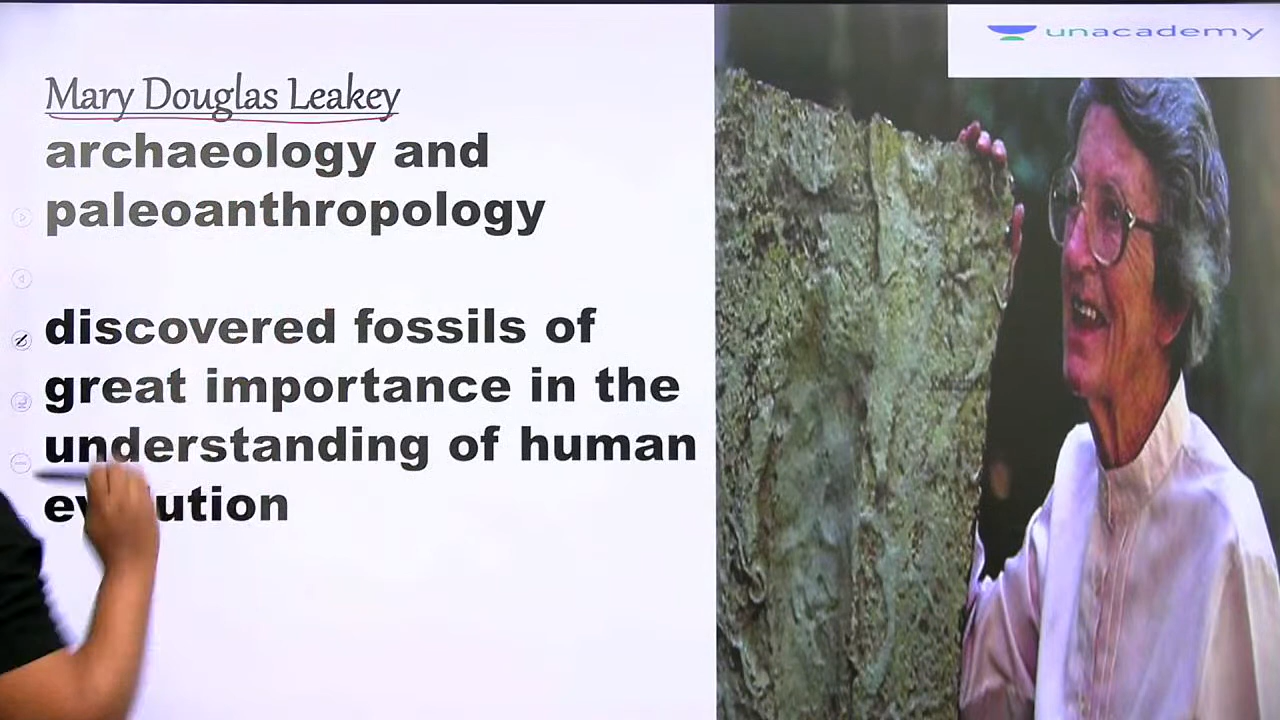 unacademy
Mary Douglas Leakey
archaeology and
paleoanthropology
discovered fossils of
great importance in the
understanding of human